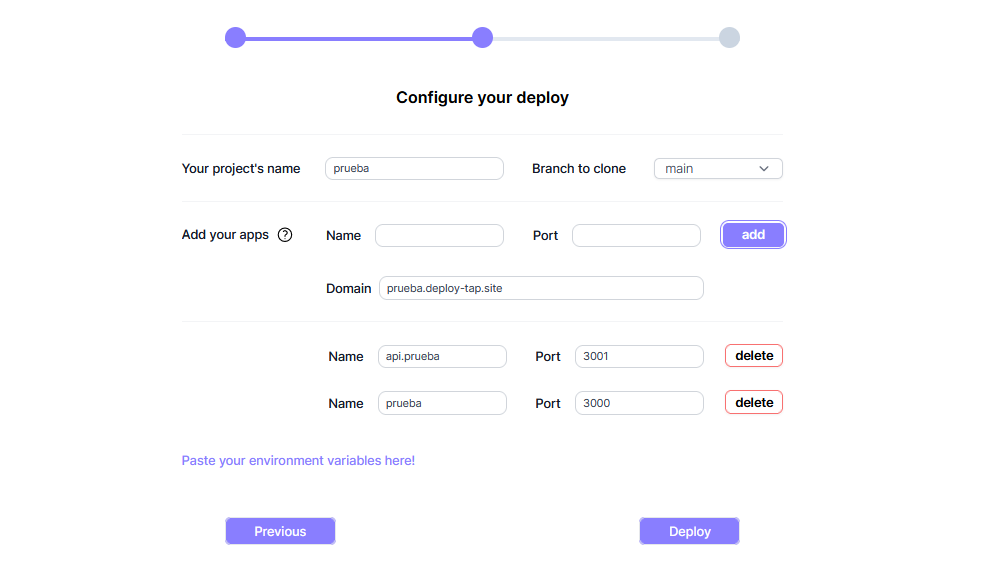 Configure your deploy
Your project's name prueba Branch to clone main
Add your apps ? Name Port add
Domain prueba.deploy-tap.site
Name api.prueba Port 3001 delete
Name prueba Port 3000 delete
Paste your environment variables here!
Previous Deploy